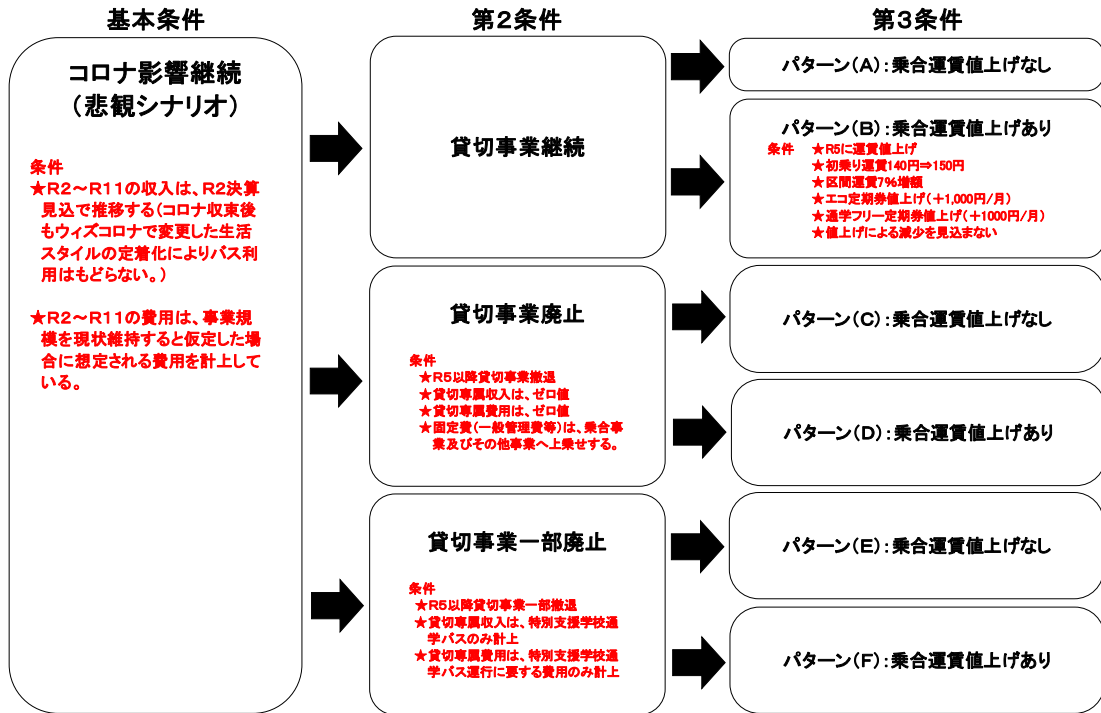 基本条件
コロナ影響継続
（悲観シナリオ）
条件
★R2～R11の収入は、R2決算
見込で推移する（コロナ収束後
もウィズコロナで変更した生活
スタイルの定着化によりバス利
用はもどらない。）
★R2～R11の費用は、事業規
模を現状維持すると仮定した場
合に想定される費用を計上して
いる。
第２条件
貸切事業継続
貸切事業廃止
条件
★R5以降貸切事業撤退
★貸切専属収入は、ゼロ値
★貸切専属費用は、ゼロ値
★固定費（一般管理費等）は、乗合事
業及びその他事業へ上乗せする。
貸切事業一部廃止
条件
★R5以降貸切事業一部撤退
★貸切専属収入は、特別支援学校通
学バスのみ計上
★貸切専属費用は、特別支援学校通
学バス運行に要する費用のみ計上
第３条件
パターン（A）：乗合運賃値上げなし
パターン（B）：乗合運賃値上げあり
条件 ★R5に運賃値上げ
★初乗り運賃140円⇒150円
★区間運賃7％増額
★エコ定期券値上げ（＋1,000円/月）
★通学フリー定期券値上げ（＋1000円/月）
★値上げによる減少を見込まない
パターン（C）：乗合運賃値上げなし
パターン（D）：乗合運賃値上げあり
パターン（E）：乗合運賃値上げなし
パターン（F）：乗合運賃値上げあり